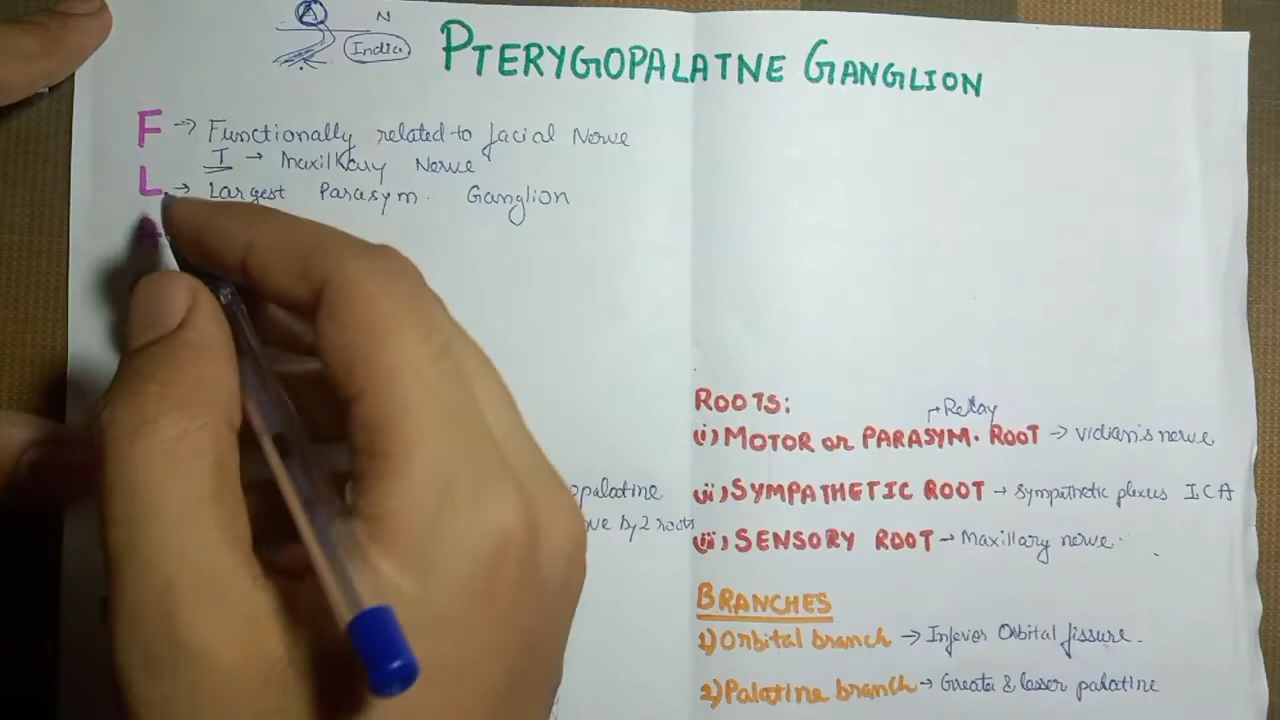 A N
India
PTERYGOPALATNE GANGLION
F → Functionally related to facial Nerve
T → Maxillary Nerve
L → Largest Parasym. Ganglion
opalatine
ue by 2 roots
ROOTS:
→ Relay
(i) MOTOR or PARASYM. ROOT → vidian's nerve
(ii) SYMPATHETIC ROOT → sympathetic plexus ICA
(iii) SENSORY ROOT → Maxillary nerve.
BRANCHES
1) Orbital branch → Inferior Orbital fissure.
2) Palatine branch → Greater & lesser palatine